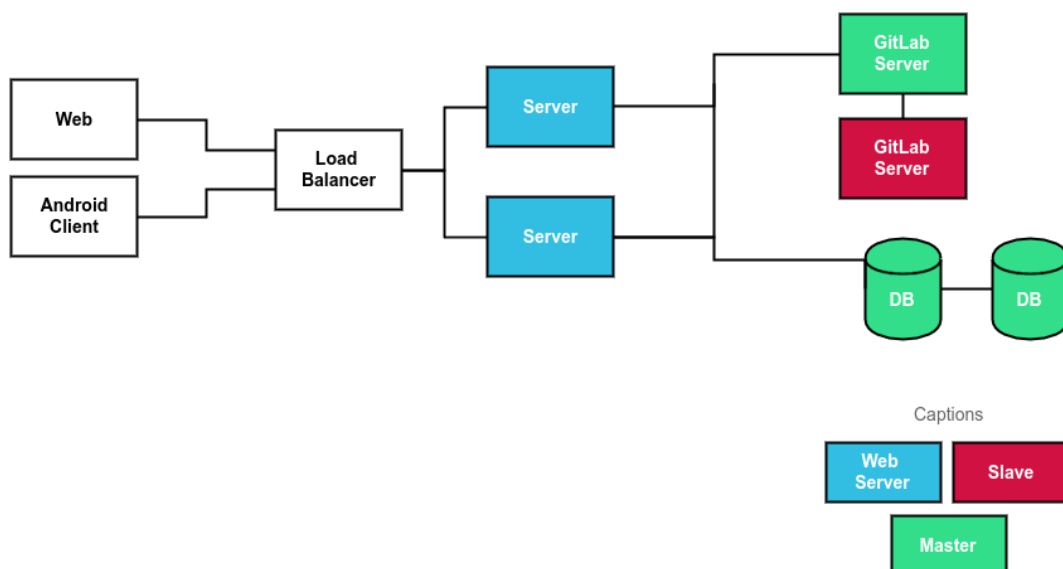 Web
Android
Client
Load
Balancer
Server
Server
GitLab
Server
GitLab
Server
DB
DB
Captions
Web
Server
Slave
Master